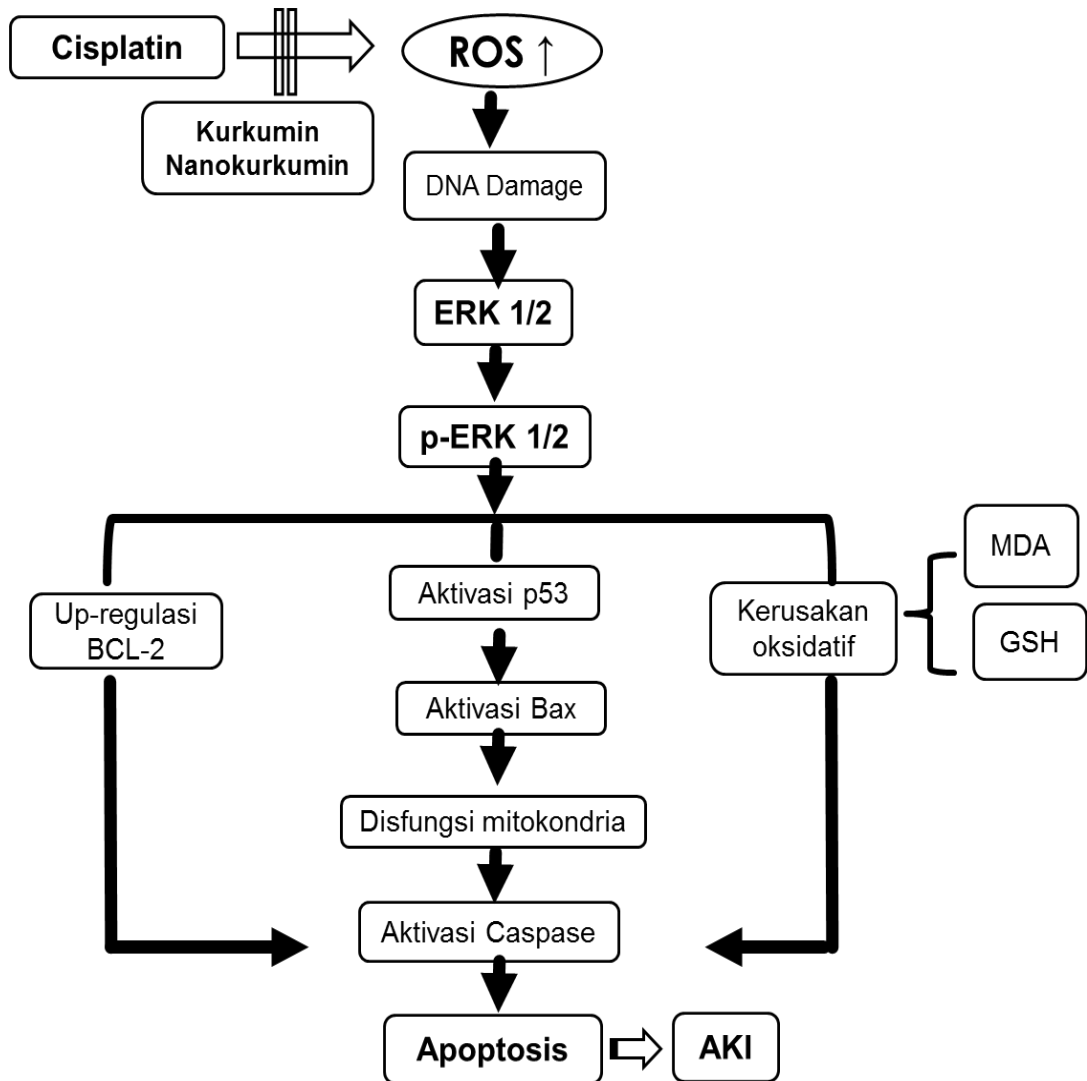 Cisplatin
ROS ↑
Kurkumin
Nanokurkumin
DNA Damage
ERK 1/2
p-ERK 1/2
Up-regulasi
BCL-2
Aktivasi p53
Kerusakan
oksidatif
MDA
GSH
Aktivasi Bax
Disfungsi mitokondria
Aktivasi Caspase
Apoptosis
AKI